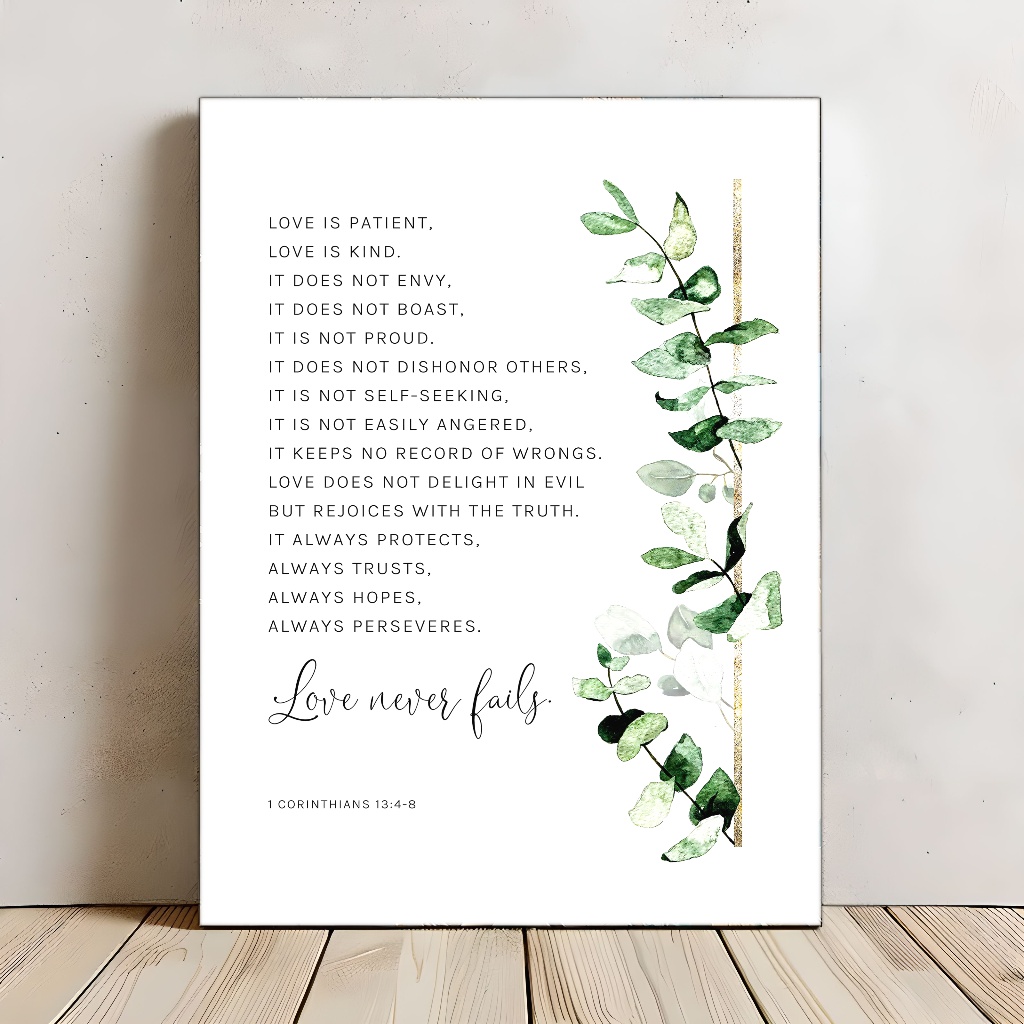 LOVE IS PATIENT,
LOVE IS KIND.
IT DOES NOT ENVY,
IT DOES NOT BOAST,
IT IS NOT PROUD.
IT DOES NOT DISHONOR OTHERS,
IT IS NOT SELF-SEEKING,
IT IS NOT EASILY ANGERED,
IT KEEPS NO RECORD OF WRONGS.
LOVE DOES NOT DELIGHT IN EVIL
BUT REJOICES WITH THE TRUTH.
IT ALWAYS PROTECTS,
ALWAYS TRUSTS,
ALWAYS HOPES,
ALWAYS PERSEVERES.
Love never fails.
1 CORINTHIANS 13:4-8